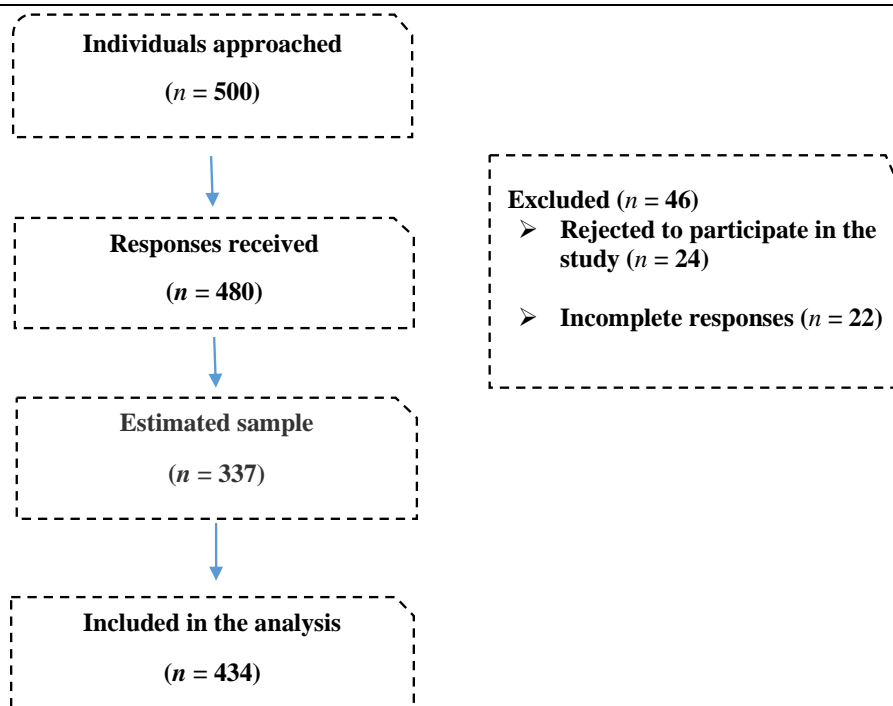 Individuals approached
(n = 500)
Responses received
(n = 480)
Estimated sample
(n = 337)
Included in the analysis
(n = 434)
Excluded (n = 46)
➢ Rejected to participate in the
study (n = 24)
➢ Incomplete responses (n = 22)